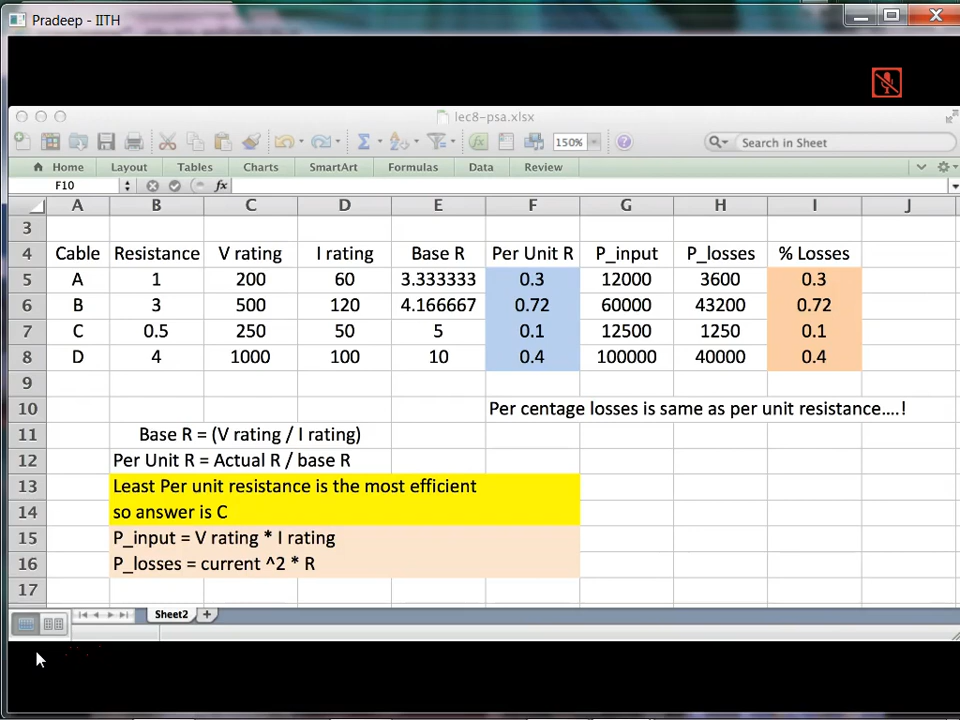 Pradeep - IITH
lec8-psa.xlsx
150%
Search in Sheet
Home Layout Tables Charts SmartArt Formulas Data Review
F10 fx
A B C D E F G H I J
3
4 Cable Resistance V rating I rating Base R Per Unit R P_input P_losses % Losses
5 A 1 200 60 3.333333 0.3 12000 3600 0.3
6 B 3 500 120 4.166667 0.72 60000 43200 0.72
7 C 0.5 250 50 5 0.1 12500 1250 0.1
8 D 4 1000 100 10 0.4 100000 40000 0.4
9
10 Per centage losses is same as per unit resistance....!
11 Base R = (V rating / I rating)
12 Per Unit R = Actual R / base R
13 Least Per unit resistance is the most efficient
14 so answer is C
15 P_input = V rating * I rating
16 P_losses = current ^2 * R
17
Sheet2